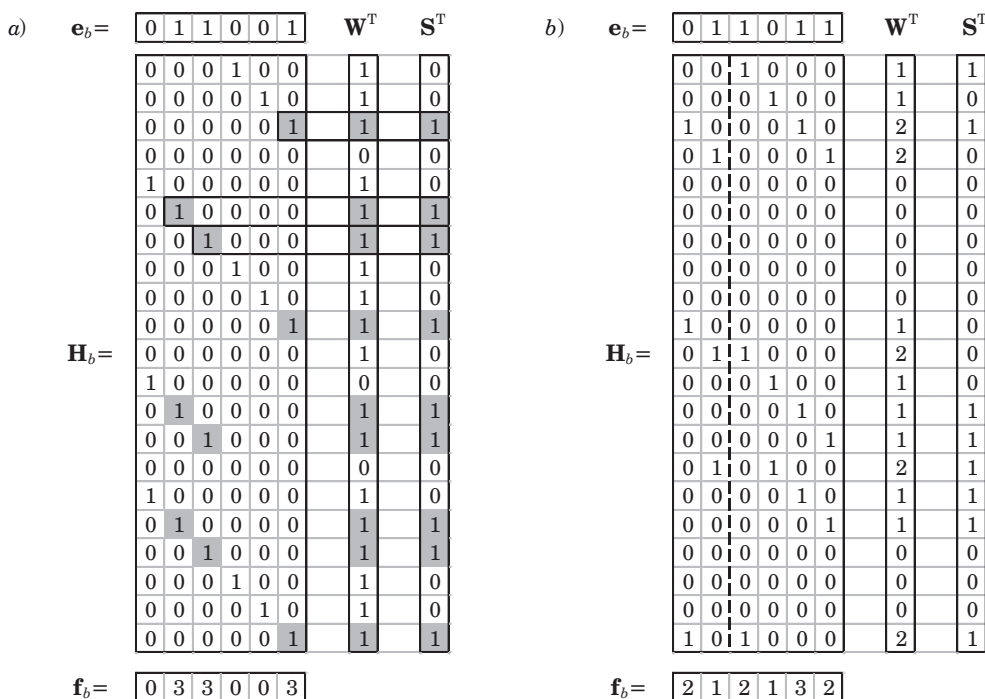 a) e_b= 0 1 1 0 0 1 W^T S^T b) e_b= 0 1 1 0 1 1 W^T S^T
0 0 0 1 0 0 1 0 0 0 1 0 0 0 1 1
0 0 0 0 1 0 1 0 0 0 0 1 0 0 1 0
0 0 0 0 0 1 1 1 1 0 0 0 1 0 2 1
0 0 0 0 0 0 0 0 0 1 0 0 0 1 2 0
1 0 0 0 0 0 1 0 0 0 0 0 0 0 0 0
0 1 0 0 0 0 1 1 0 0 0 0 0 0 0 0
0 0 1 0 0 0 1 1 0 0 0 0 0 0 0 0
0 0 0 1 0 0 1 0 0 0 0 0 0 0 0 0
0 0 0 0 1 0 1 0 0 0 0 0 0 0 0 0
0 0 0 0 0 1 1 1 1 0 0 0 0 0 1 0
H_b= 0 0 0 0 0 0 1 0 H_b= 0 1 1 0 0 0 2 0
1 0 0 0 0 0 0 0 0 0 0 1 0 0 1 0
0 1 0 0 0 0 1 1 0 0 0 0 1 0 1 1
0 0 1 0 0 0 1 1 0 0 0 0 0 1 1 1
0 0 0 0 0 0 0 0 0 1 0 1 0 0 2 1
1 0 0 0 0 0 1 0 0 0 0 0 1 0 1 1
0 1 0 0 0 0 1 1 0 0 0 0 0 1 1 1
0 0 1 0 0 0 1 1 0 0 0 0 0 0 0 0
0 0 0 1 0 0 1 0 0 0 0 0 0 0 0 0
0 0 0 0 1 0 1 0 0 0 0 0 0 0 0 0
0 0 0 0 0 1 1 1 1 0 1 0 0 0 2 1
f_b= 0 3 3 0 0 3 f_b= 2 1 2 1 3 2